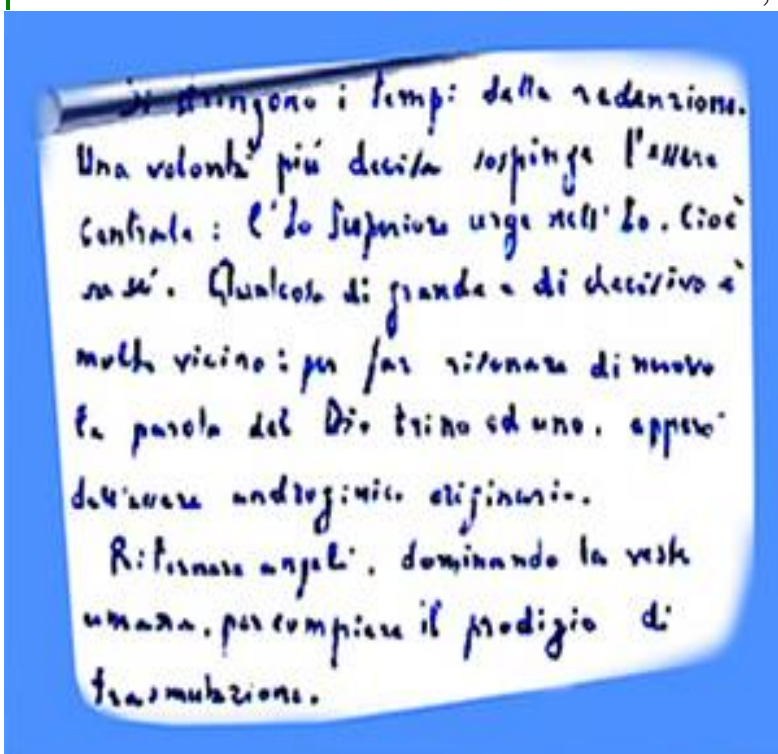 Si stringono i tempi della redenzione.
Una volontà più decisa sospinge l'essere
centrale: l'Io Superiore urge nell'Io. Cioè
in sé. Qualcosa di grande e di decisivo è
molto vicino: per far risonare di nuovo
la parola del Dio trino ed uno,
dell'essere androginico originario.
Ritornare angeli, dominando la veste
umana, per compiere il prodigio di
trasmutazione.